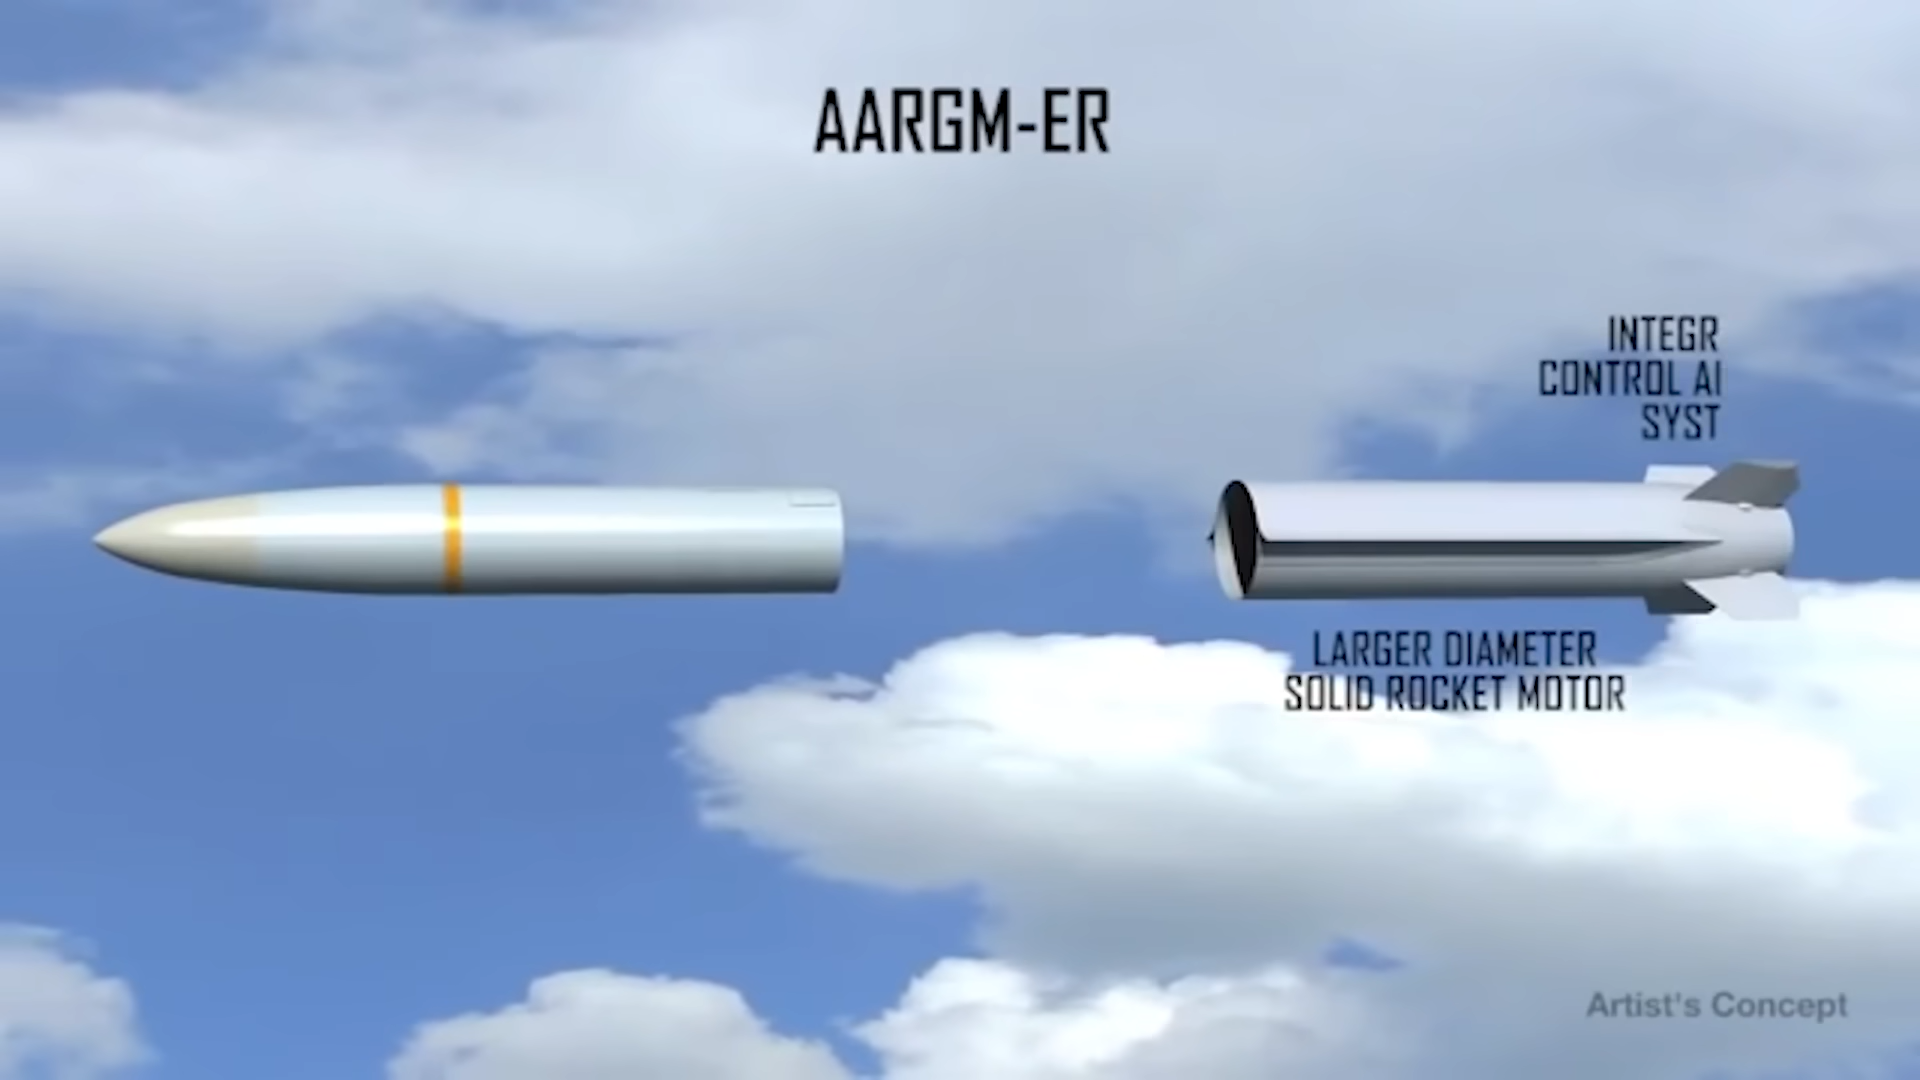 AARGM-ER
INTEGR
CONTROL AI
SYST
LARGER DIAMETER
SOLID ROCKET MOTOR
Artist's Concept